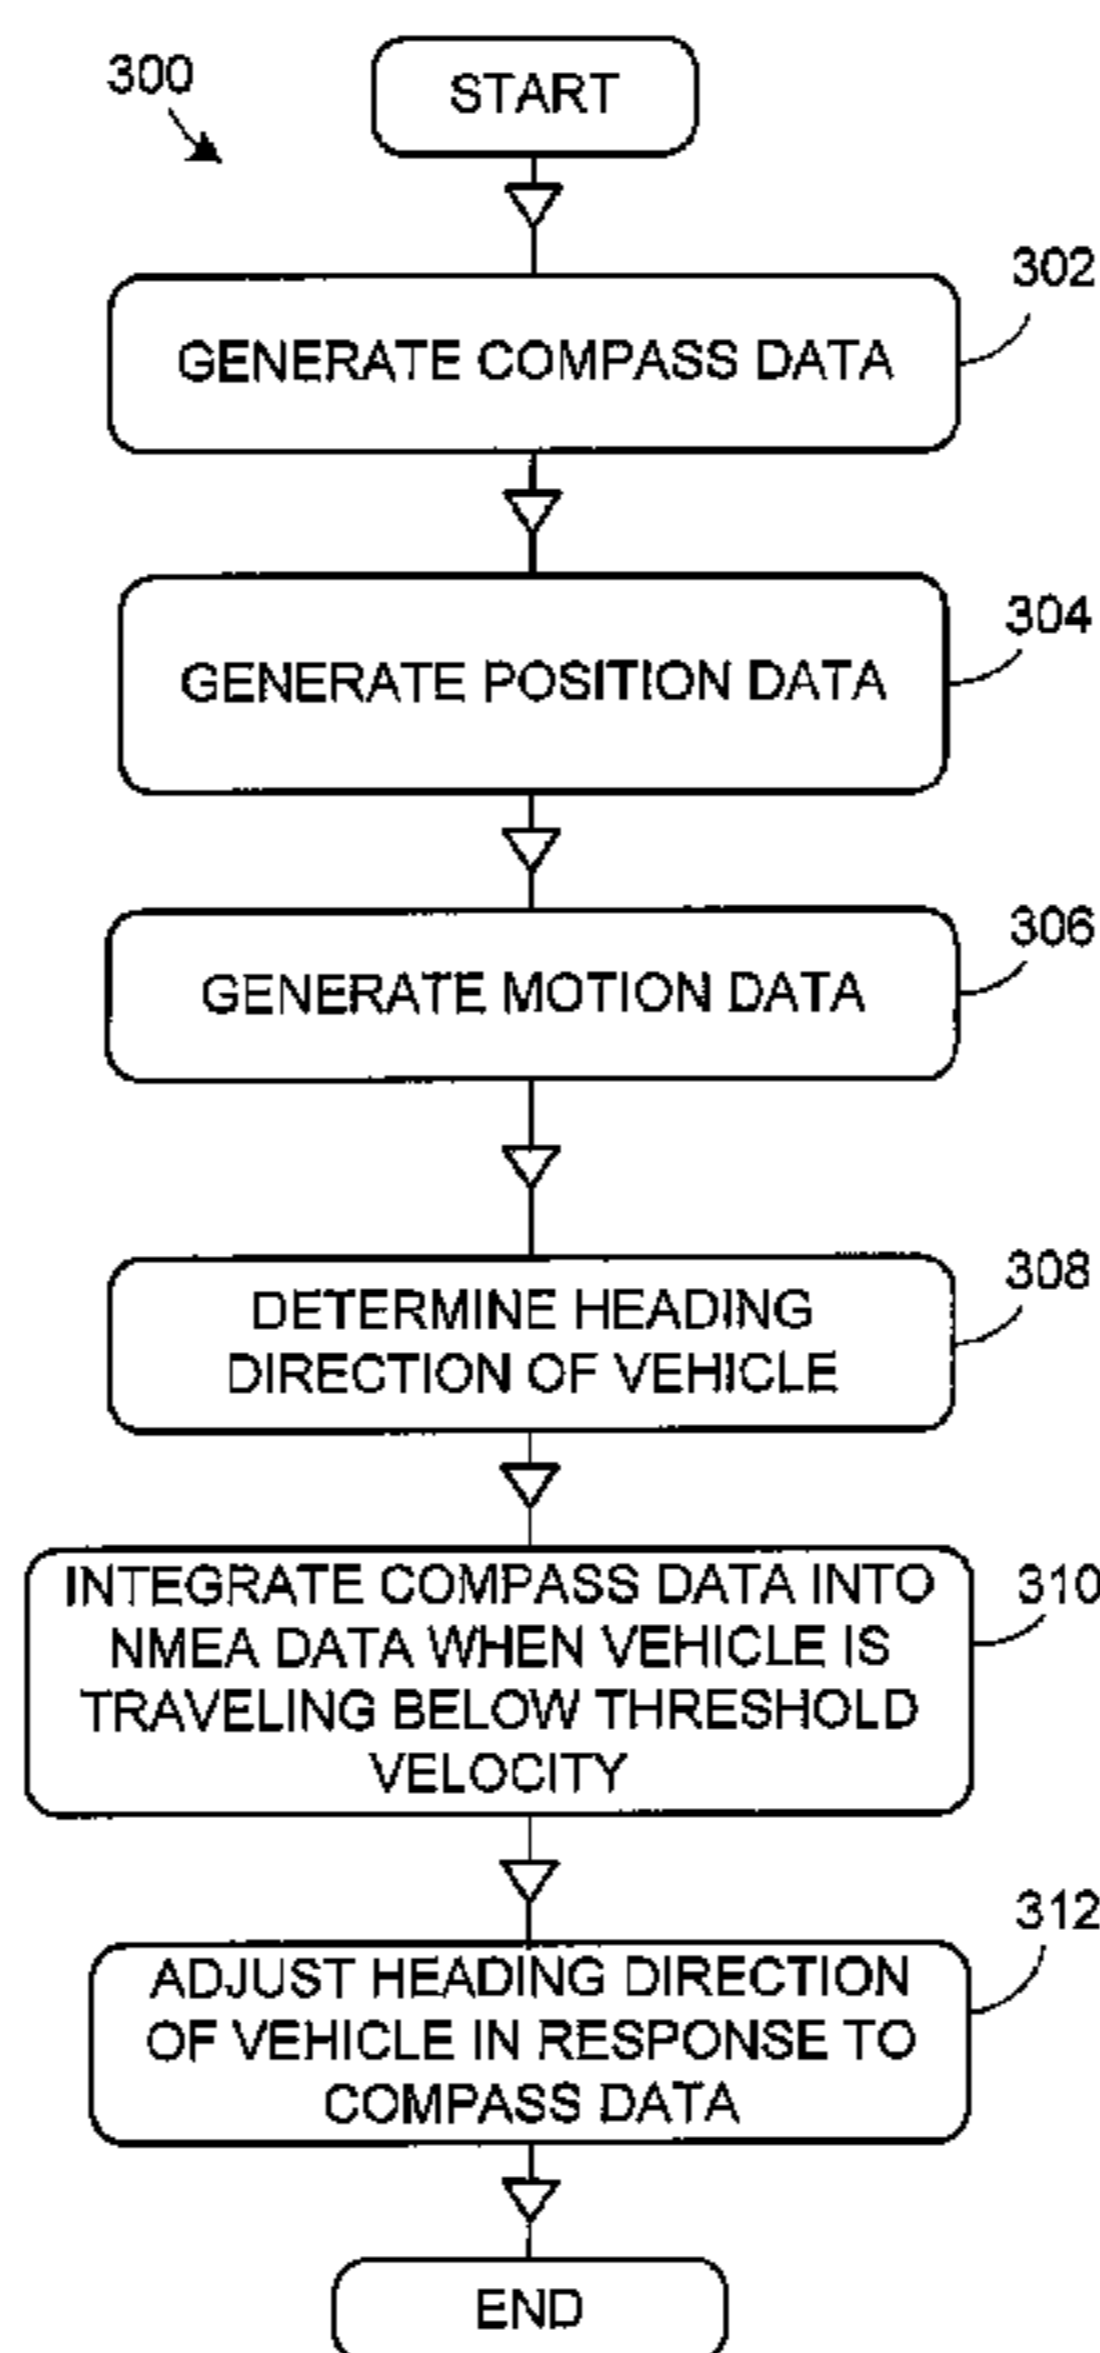 300
START
302
GENERATE COMPASS DATA
304
GENERATE POSITION DATA
306
GENERATE MOTION DATA
308
DETERMINE HEADING
DIRECTION OF VEHICLE
310
INTEGRATE COMPASS DATA INTO
NMEA DATA WHEN VEHICLE IS
TRAVELING BELOW THRESHOLD
VELOCITY
312
ADJUST HEADING DIRECTION
OF VEHICLE IN RESPONSE TO
COMPASS DATA
END